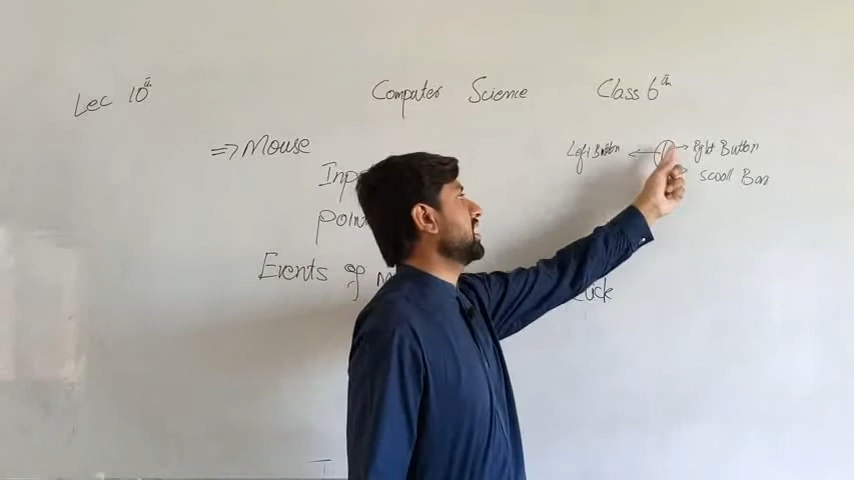 Lec 10th Computer Science Class 6th
⇒ Mouse
Left Button Right Button
Scroll Bar
Events of